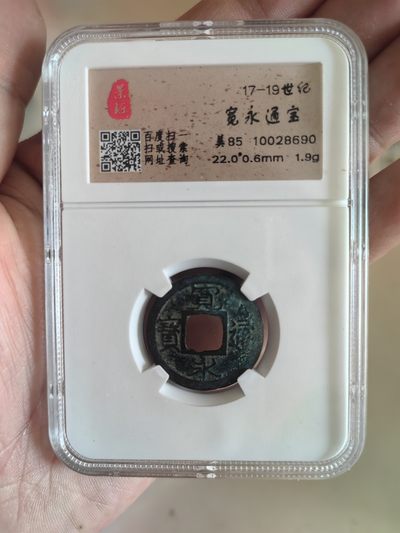 17-19世纪
宽永通宝
美85 10028690
22.0*0.6mm 1.9g
百度扫一
扫或搜索
网址查询
寛永通寳